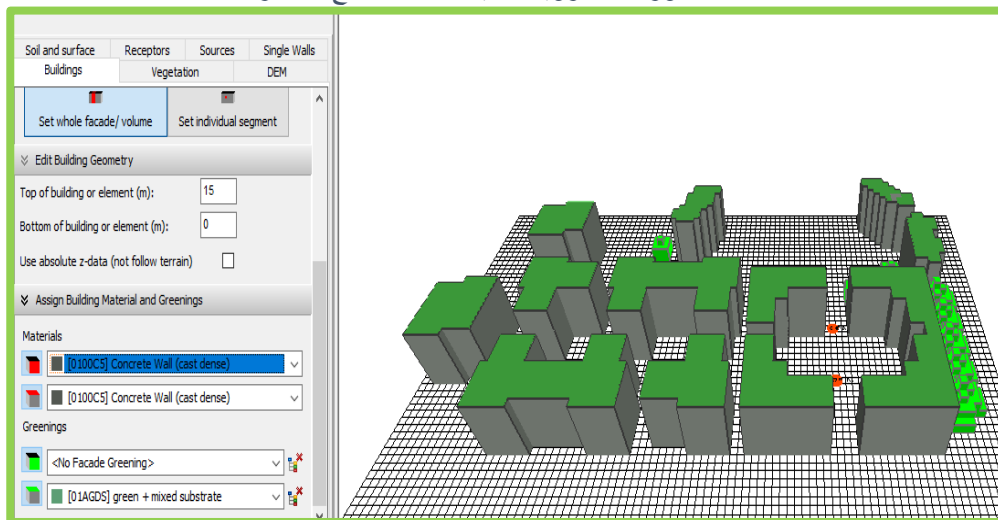 Soil and surface Receptors Sources Single Walls
Buildings Vegetation DEM
Set whole facade/ volume Set individual segment
Edit Building Geometry
Top of building or element (m): 15
Bottom of building or element (m): 0
Use absolute z-data (not follow terrain)
Assign Building Material and Greenings
Materials
[0100C5] Concrete Wall (cast dense)
[0100C5] Concrete Wall (cast dense)
Greenings
<No Facade Greening>
[01AGDS] green + mixed substrate